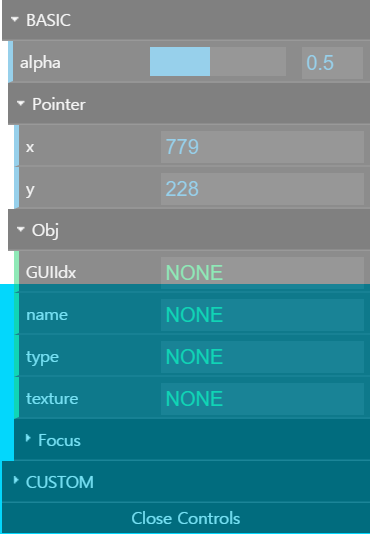 BASIC
alpha 0.5
Pointer
x 779
y 228
Obj
GUIIdx NONE
name NONE
type NONE
texture NONE
Focus
CUSTOM
Close Controls